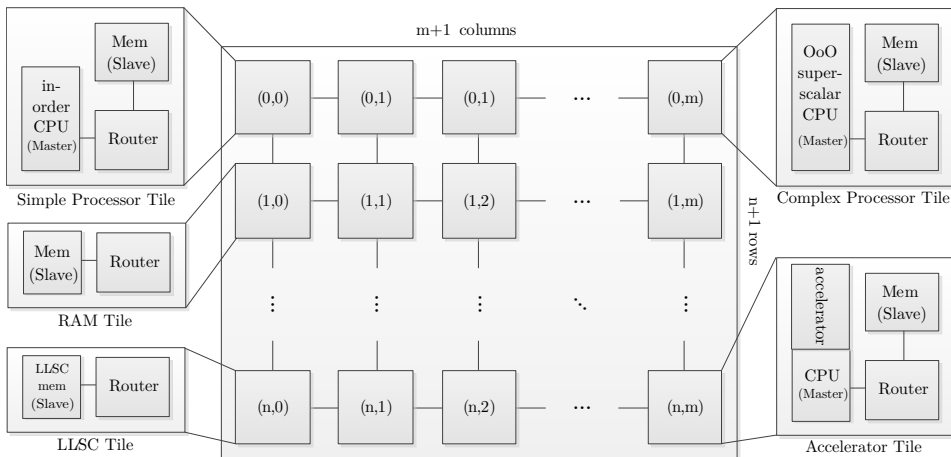 m+1 columns
Mem
(Slave)
in-
order
CPU
(Master)
Router
Simple Processor Tile
(0,0)
(0,1)
(0,1)
...
(0,m)
OoO
super-
scalar
CPU
(Master)
Mem
(Slave)
Router
Complex Processor Tile
Mem
(Slave)
Router
RAM Tile
(1,0)
(1,1)
(1,2)
...
(1,m)
n+1 rows
LLSC
mem
(Slave)
Router
LLSC Tile
(n,0)
(n,1)
(n,2)
...
(n,m)
accelerator
CPU
(Master)
Mem
(Slave)
Router
Accelerator Tile